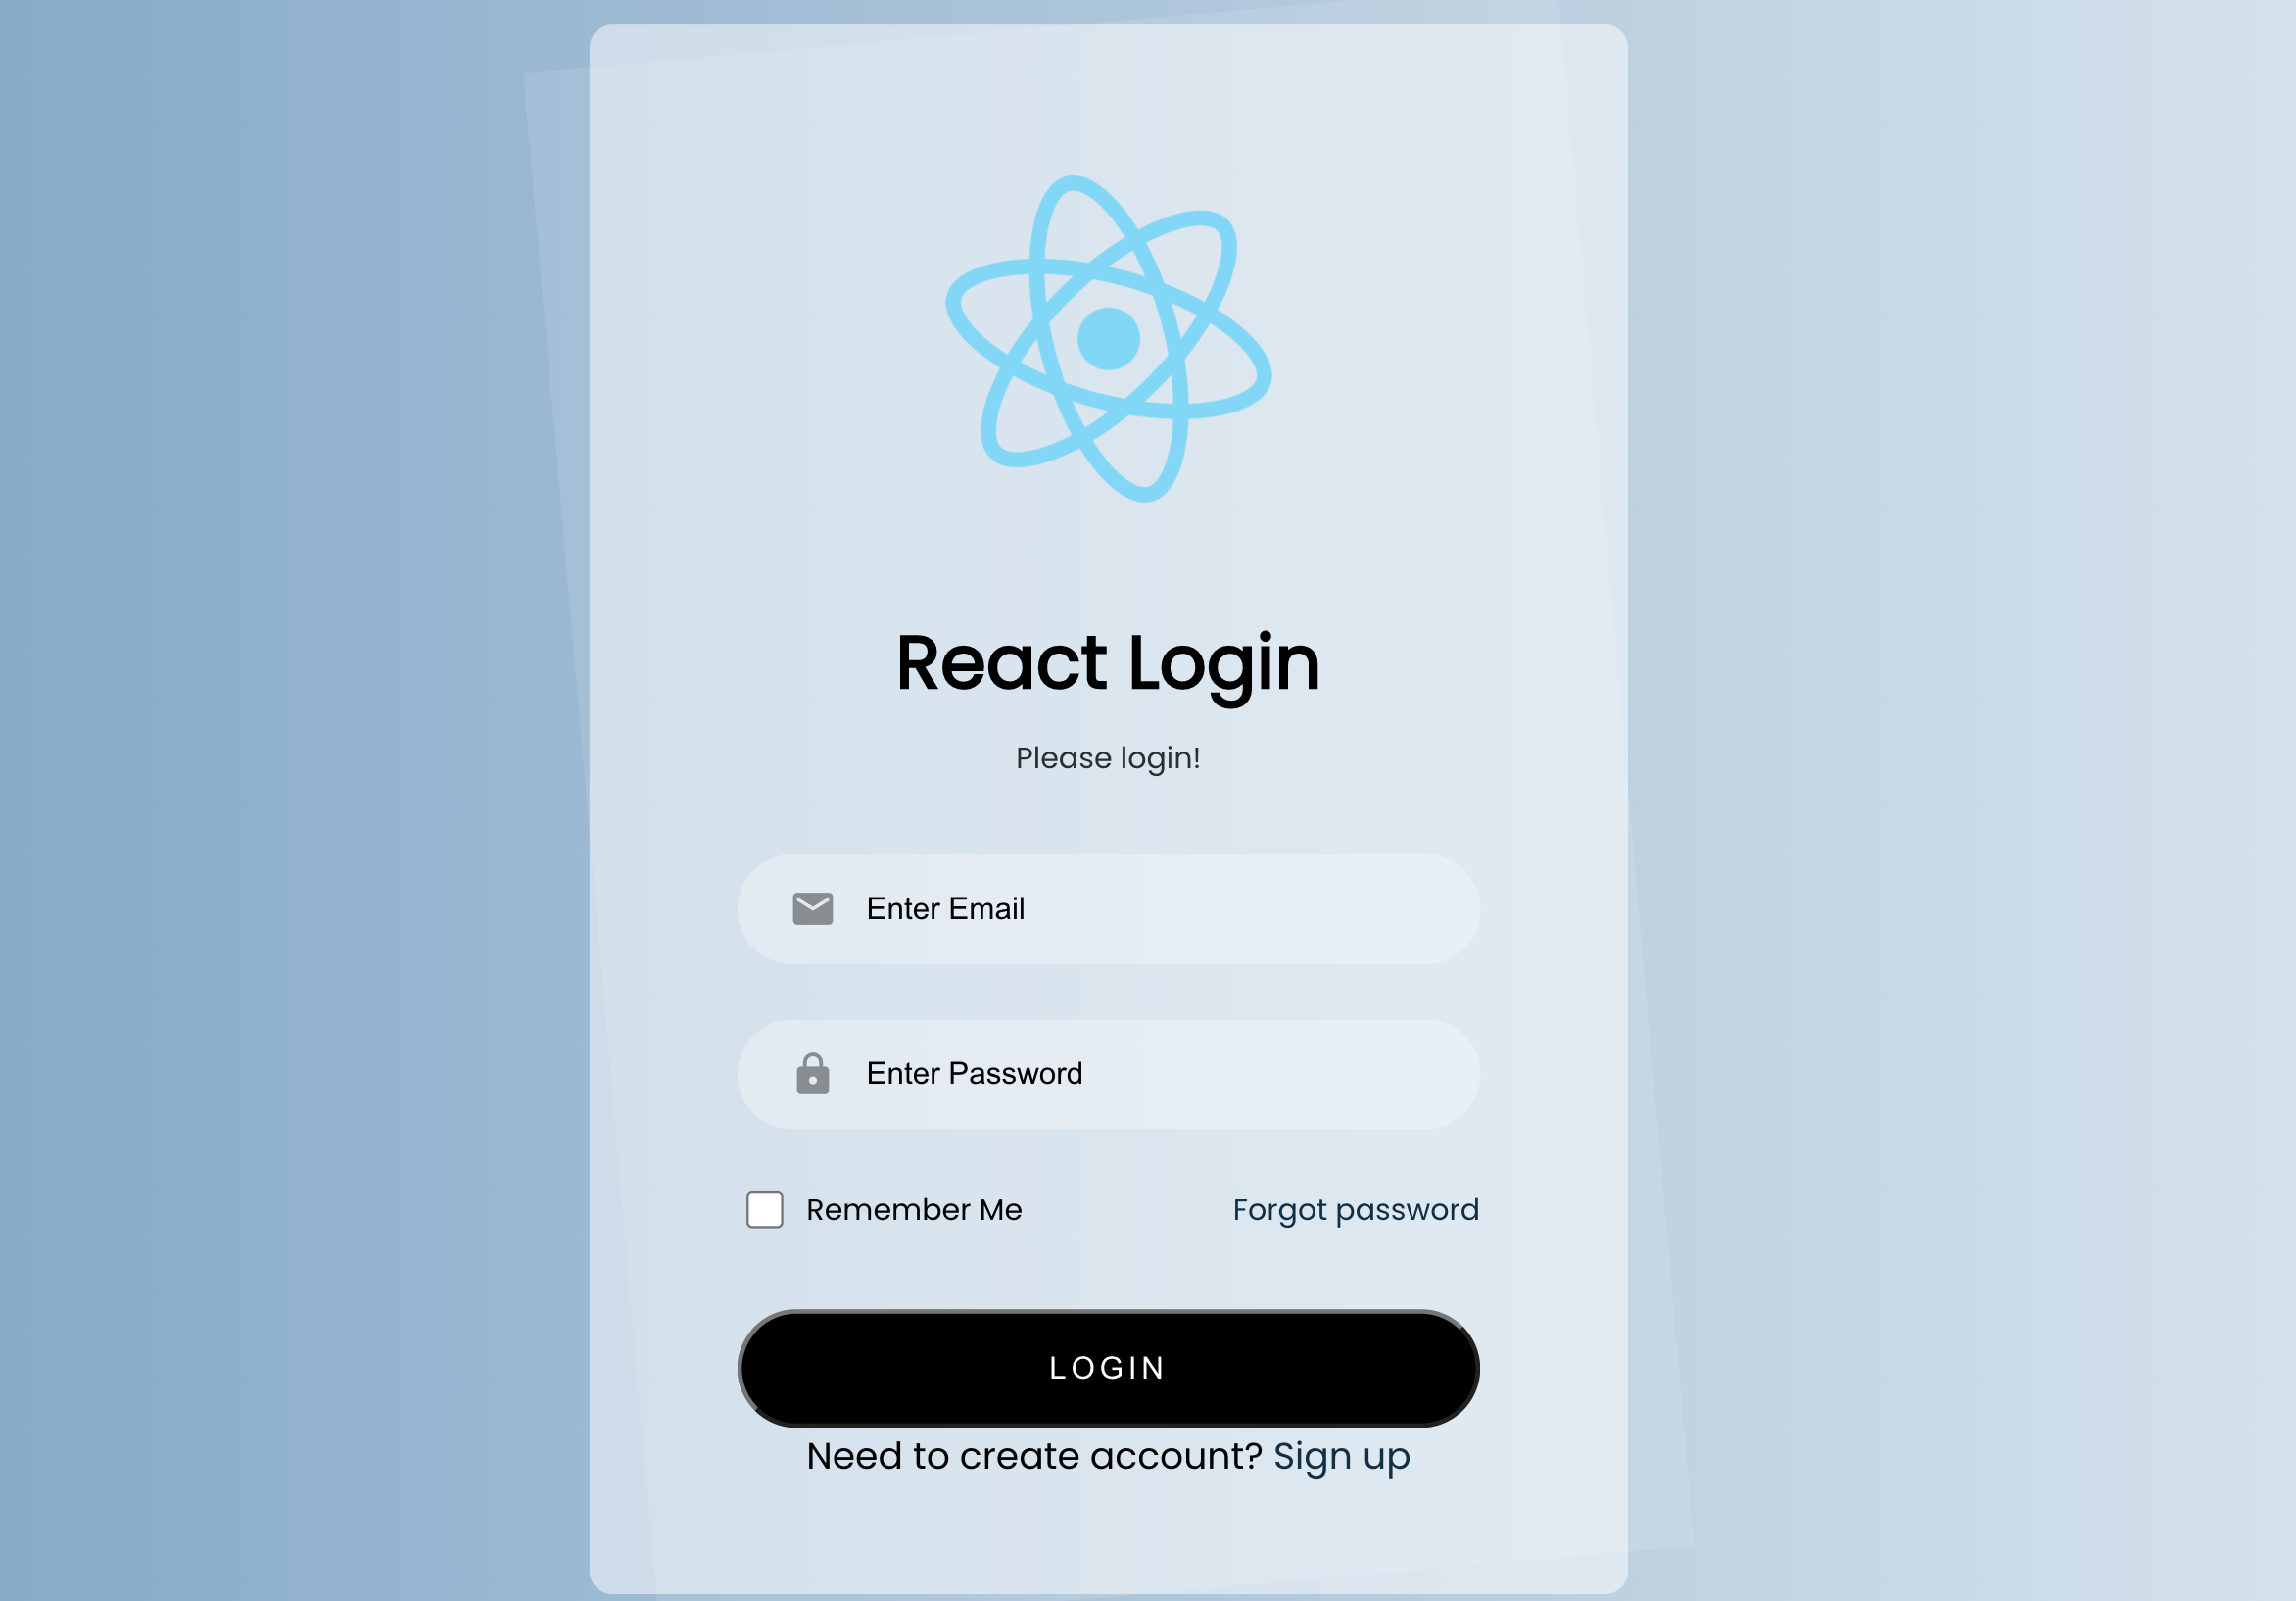 React Login
Please login!
Enter Email
Enter Password
Remember Me Forgot password
LOGIN
Need to create account? Sign up